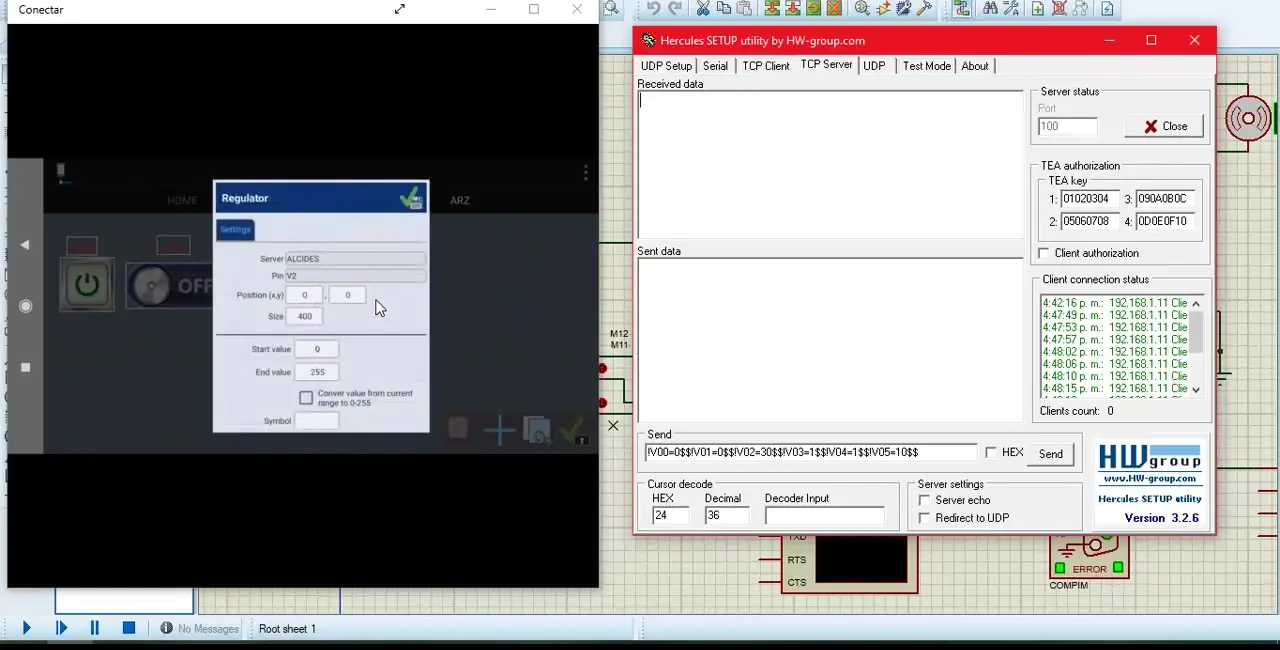 Conectar
HOME
ARZ
OFF
Regulator
Settings
Server ALCIDES
Pin V2
Position (x,y) 0 , 0
Size 400
Start value 0
End value 255
Conver value from current
range to 0-255
Symbol
Hercules SETUP utility by HW-group.com
UDP Setup Serial TCP Client TCP Server UDP Test Mode About
Received data
Sent data
Server status
Port
100
Close
TEA authorization
TEA key
1: 01020304 3: 090A0B0C
2: 05060708 4: 0D0E0F10
Client authorization
Client connection status
4:42:16 p. m.: 192.168.1.11 Clie
4:47:49 p. m.: 192.168.1.11 Clie
4:47:53 p. m.: 192.168.1.11 Clie
4:47:57 p. m.: 192.168.1.11 Clie
4:48:02 p. m.: 192.168.1.11 Clie
4:48:06 p. m.: 192.168.1.11 Clie
4:48:10 p. m.: 192.168.1.11 Clie
4:48:15 p. m.: 192.168.1.11 Clie
Clients count: 0
Send
!V00=0$$!V01=0$$!V02=30$$!V03=1$$!V04=1$$!V05=10$$
HEX
Send
Cursor decode
HEX Decimal Decoder Input
24 36
Server settings
Server echo
Redirect to UDP
HW group
www.HW-group.com
Hercules SETUP utility
Version 3.2.6
M12
M11
TXD
RTS
CTS
ERROR
COMPIM
No Messages
Root sheet 1